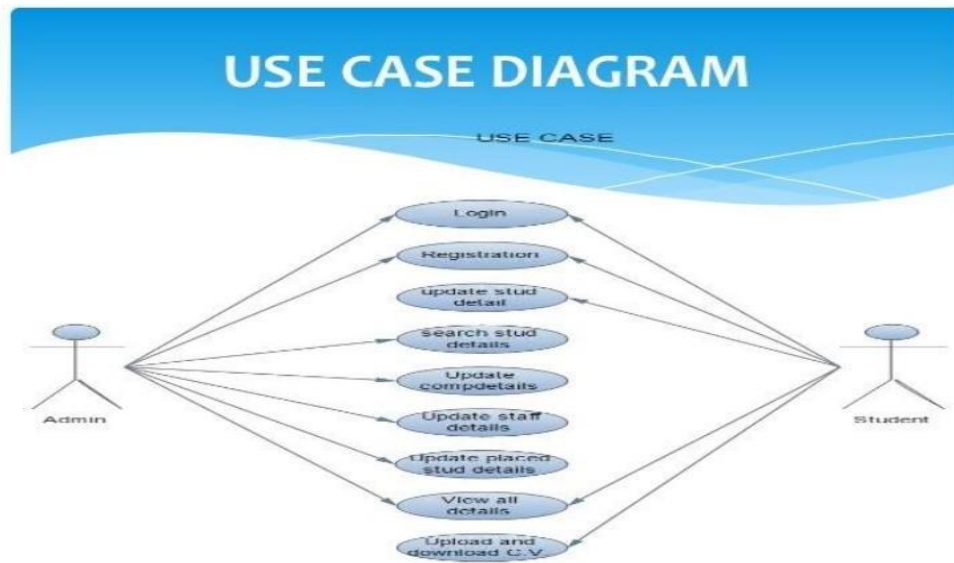 USE CASE DIAGRAM
USE CASE
Login
Registration
update stud
detail
search stud
details
Update
compdetails
Admin
Update staff
details
Student
Update placed
stud details
View all
details
Upload and
download C.V